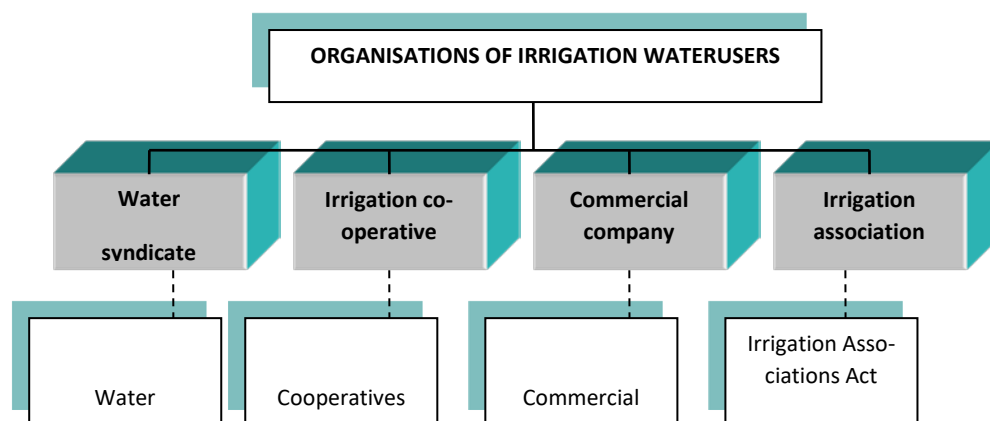 ORGANISATIONS OF IRRIGATION WATERUSERS
Water
syndicate
Irrigation co-
operative
Commercial
company
Irrigation
association
Water
Cooperatives
Commercial
Irrigation Asso-
ciations Act